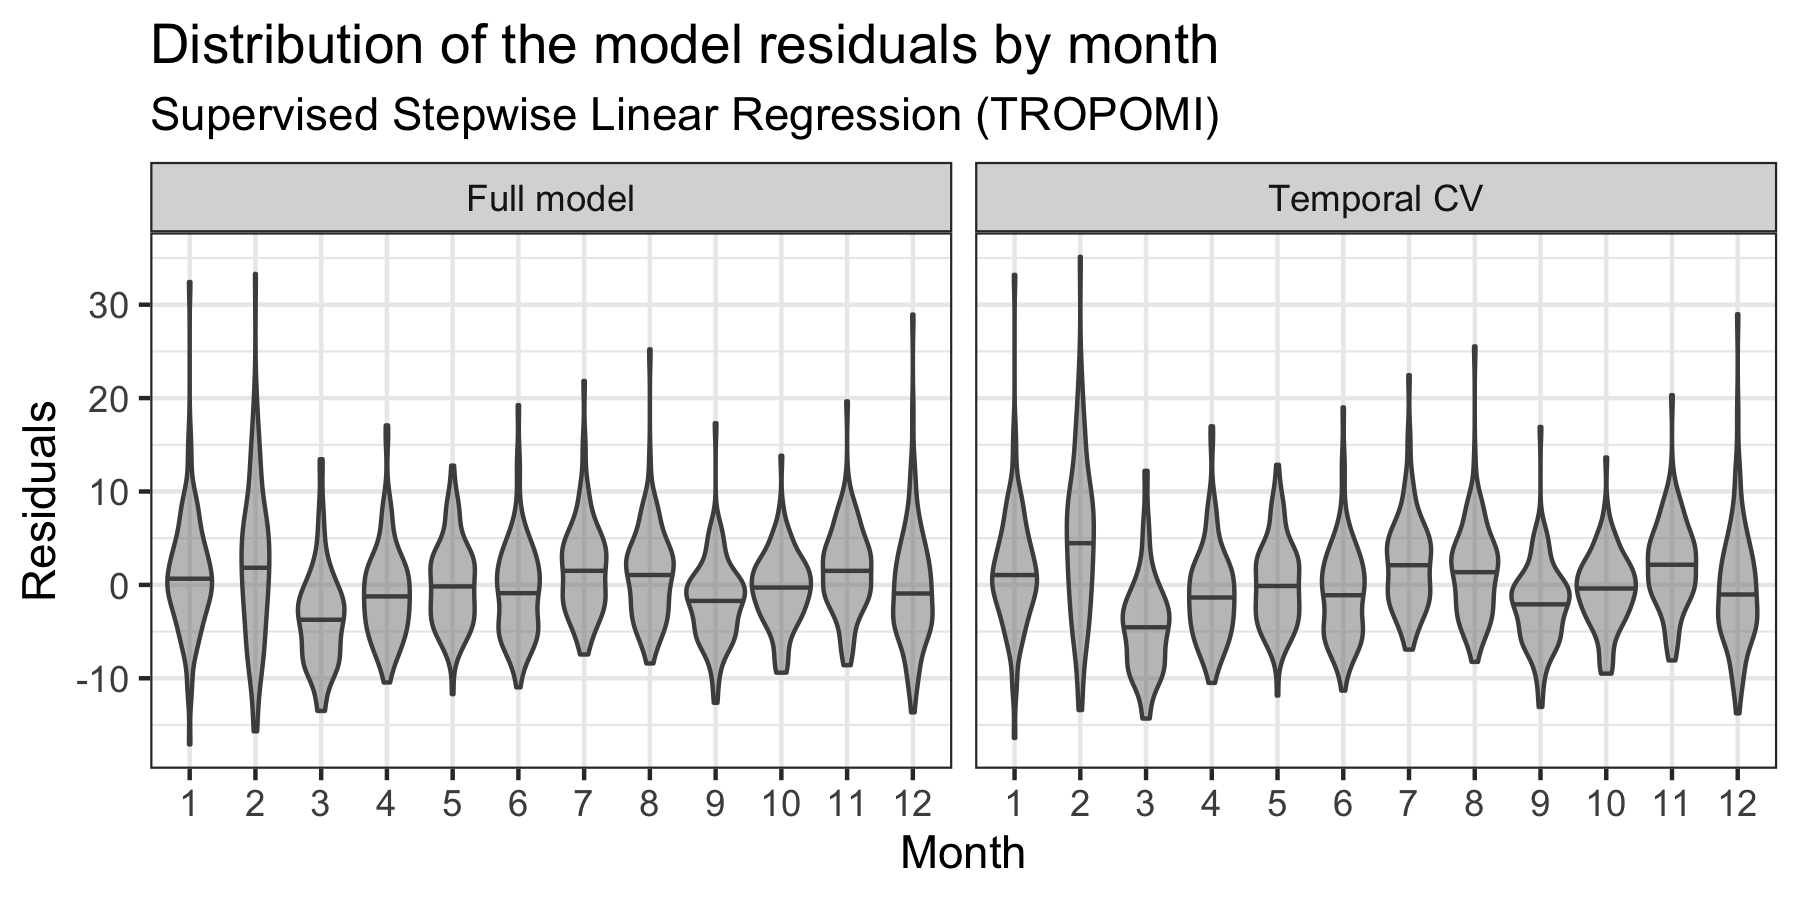 Distribution of the model residuals by month
Supervised Stepwise Linear Regression (TROPOMI)
Full model
Temporal CV
Residuals
30
20
10
0
-10
1 2 3 4 5 6 7 8 9 10 11 12
1 2 3 4 5 6 7 8 9 10 11 12
Month